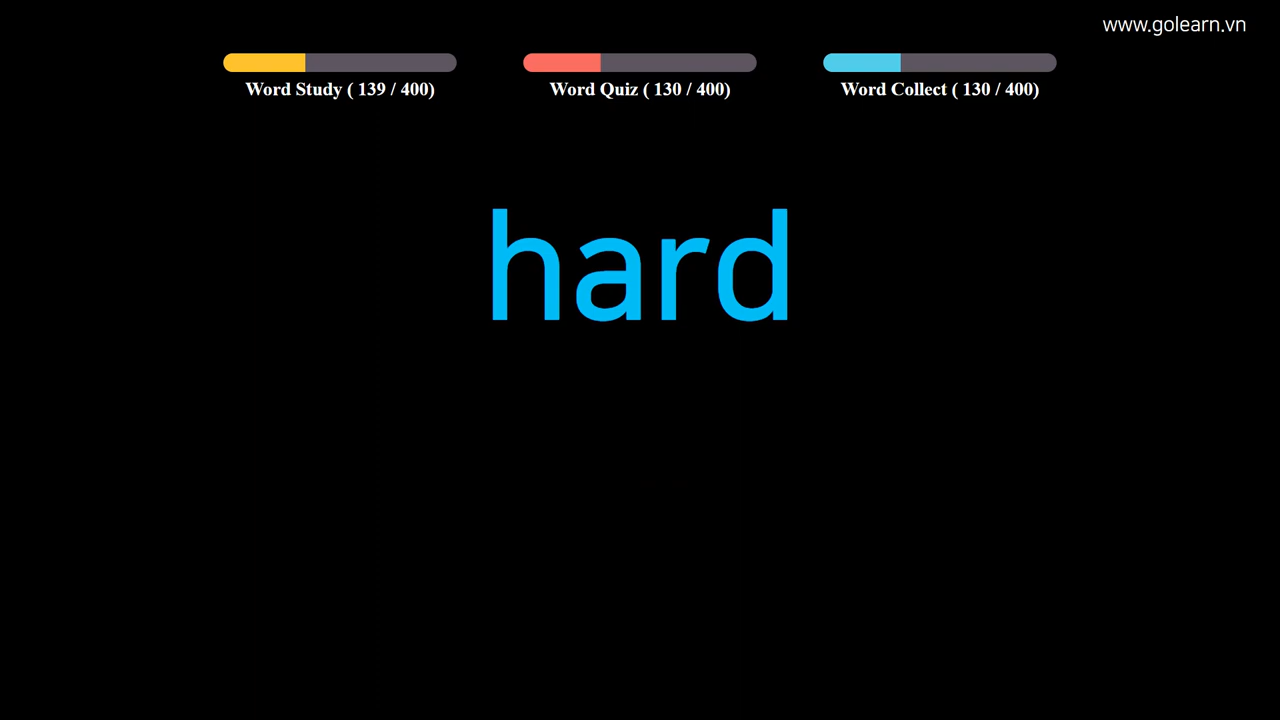 www.golearn.vn
Word Study ( 139 / 400)
Word Quiz ( 130 / 400)
Word Collect ( 130 / 400)
hard